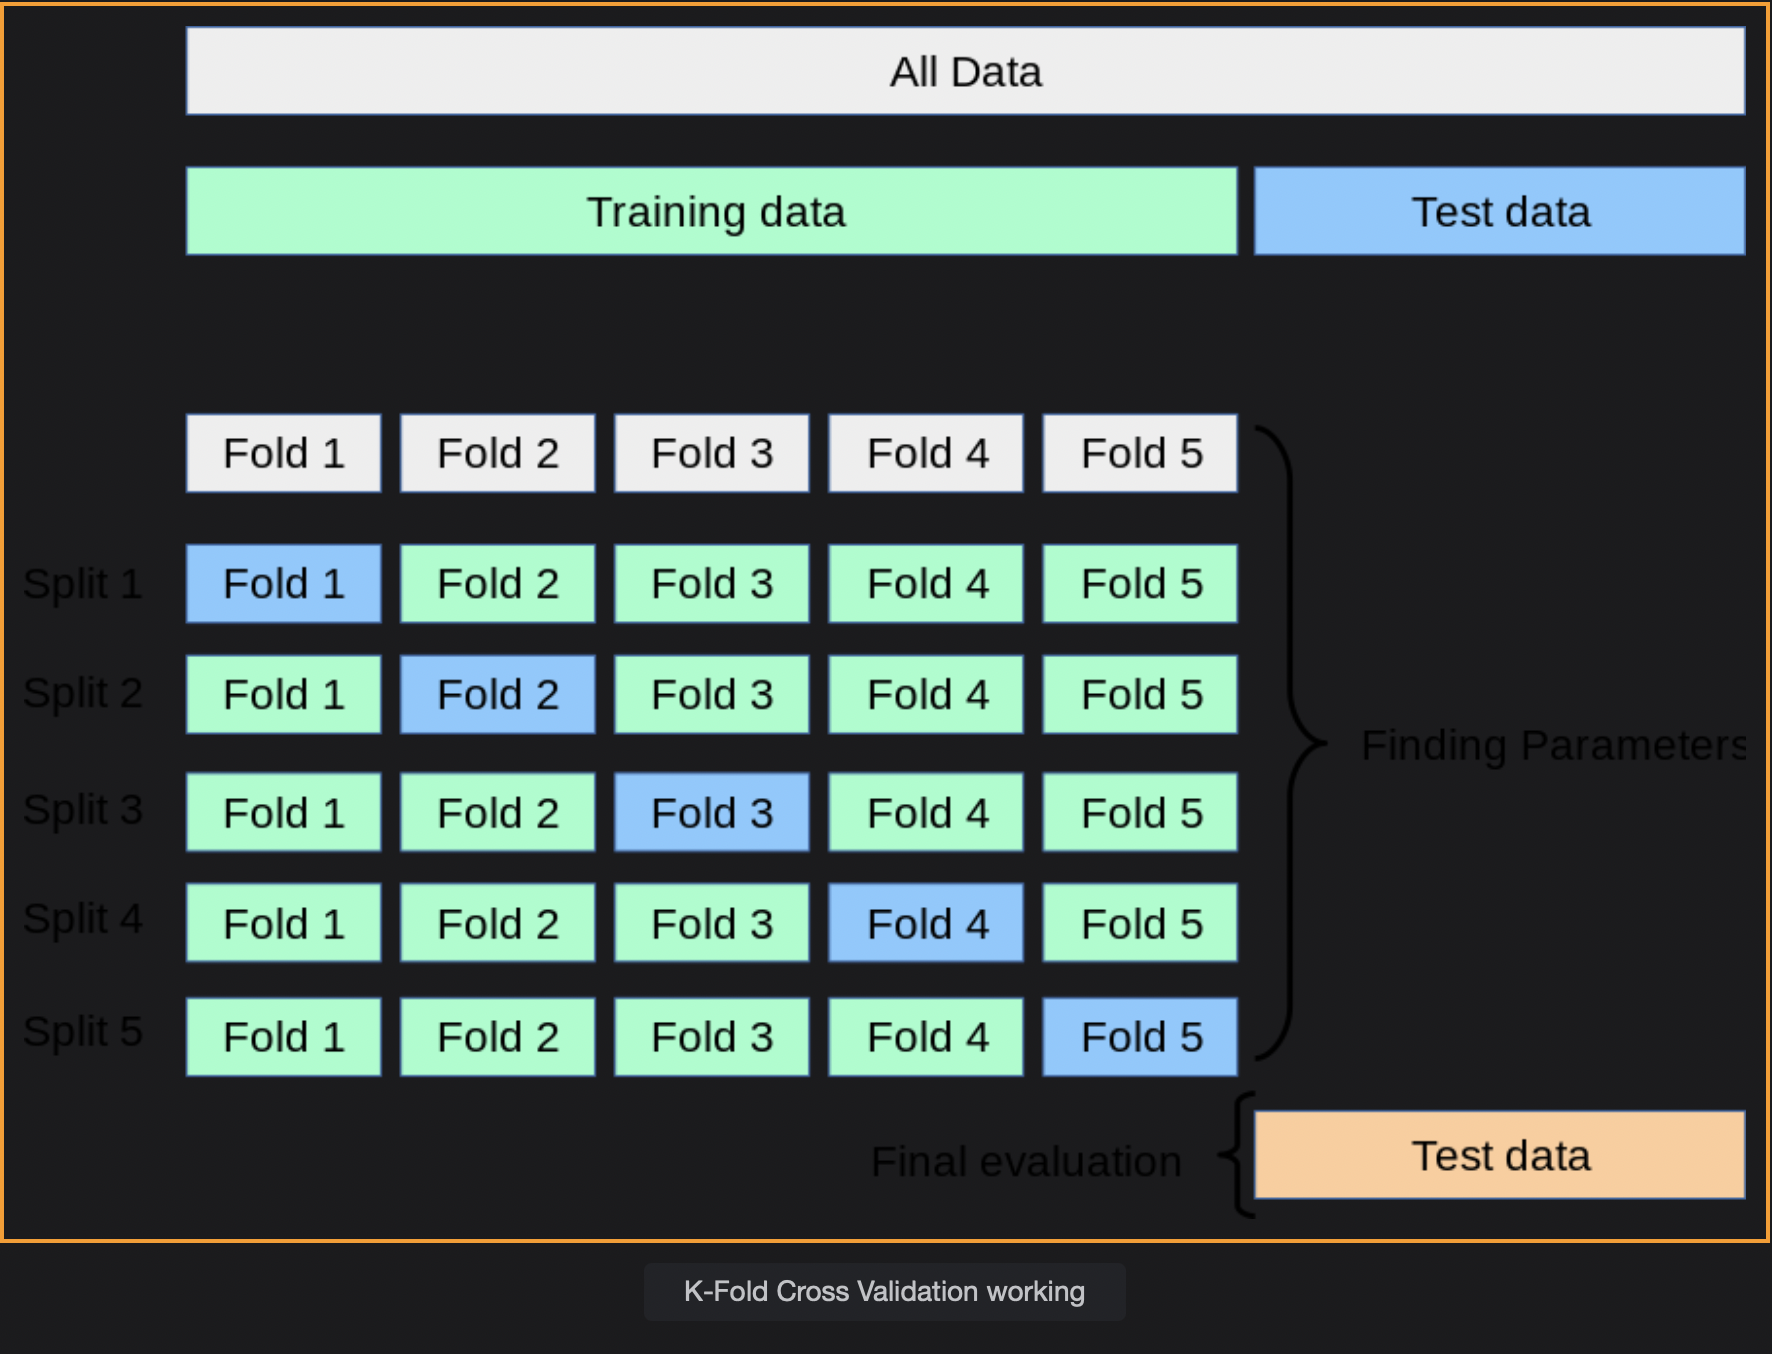 All Data
Training data Test data
Fold 1 Fold 2 Fold 3 Fold 4 Fold 5
Split 1 Fold 1 Fold 2 Fold 3 Fold 4 Fold 5
Split 2 Fold 1 Fold 2 Fold 3 Fold 4 Fold 5
Finding Parameters
Split 3 Fold 1 Fold 2 Fold 3 Fold 4 Fold 5
Split 4 Fold 1 Fold 2 Fold 3 Fold 4 Fold 5
Split 5 Fold 1 Fold 2 Fold 3 Fold 4 Fold 5
Final evaluation Test data
K-Fold Cross Validation working